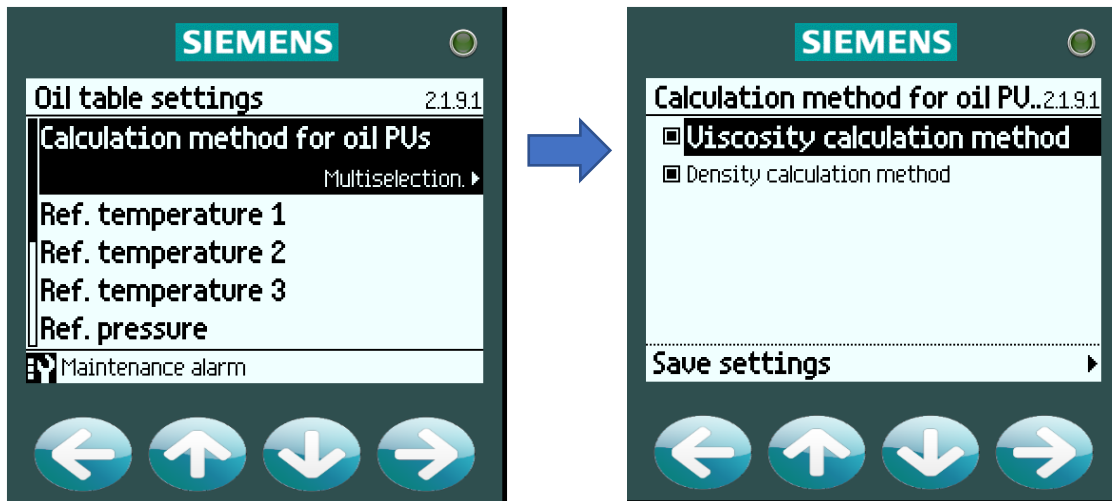 SIEMENS
Oil table settings 2.1.9.1
Calculation method for oil PVs
Multiselection.
Ref. temperature 1
Ref. temperature 2
Ref. temperature 3
Ref. pressure
Maintenance alarm
SIEMENS
Calculation method for oil PV..2.1.9.1
Viscosity calculation method
Density calculation method
Save settings